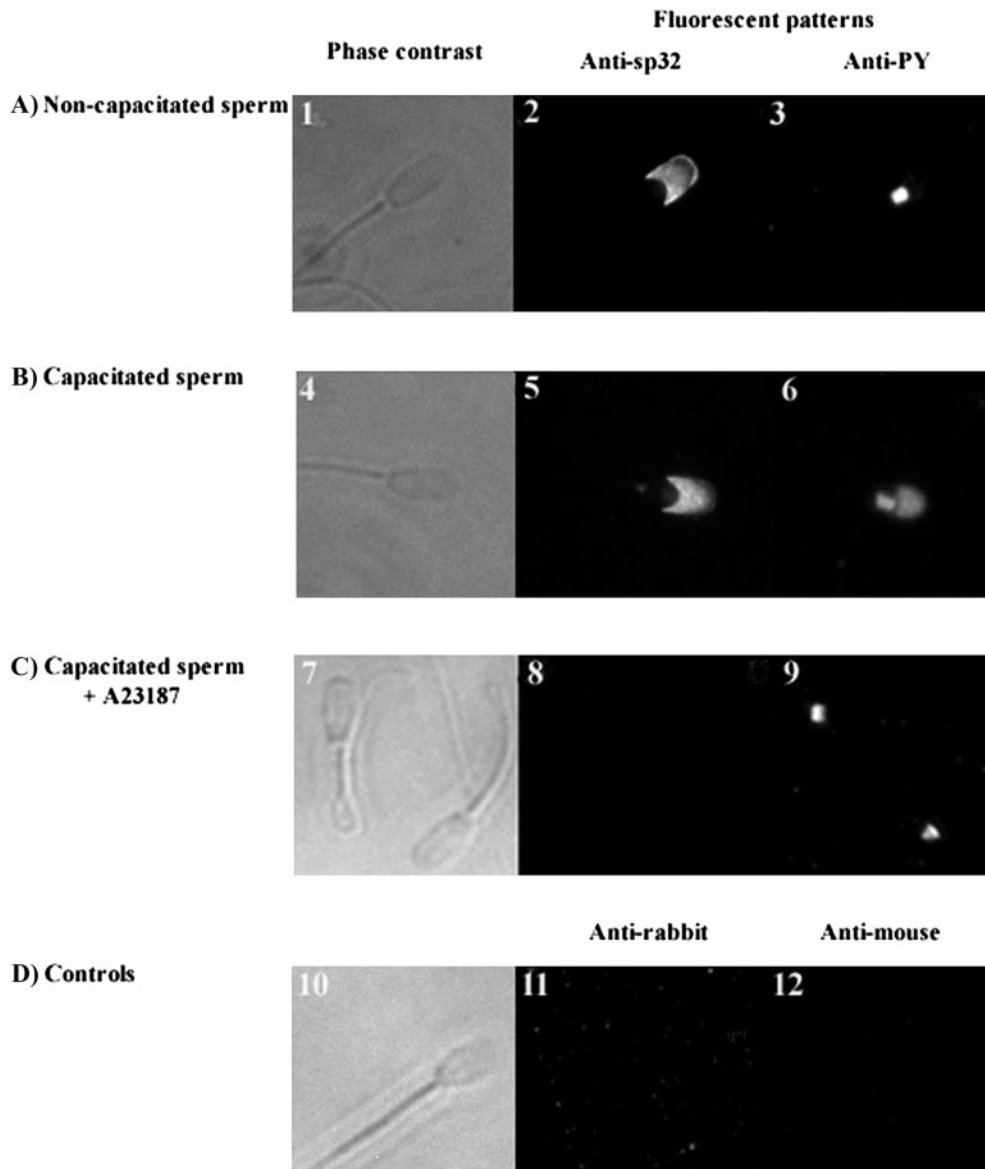 Fluorescent patterns
Phase contrast
Anti-sp32
Anti-PY
A) Non-capacitated sperm
1
2
3
B) Capacitated sperm
4
5
6
C) Capacitated sperm
+ A23187
7
8
9
Anti-rabbit
Anti-mouse
D) Controls
10
11
12